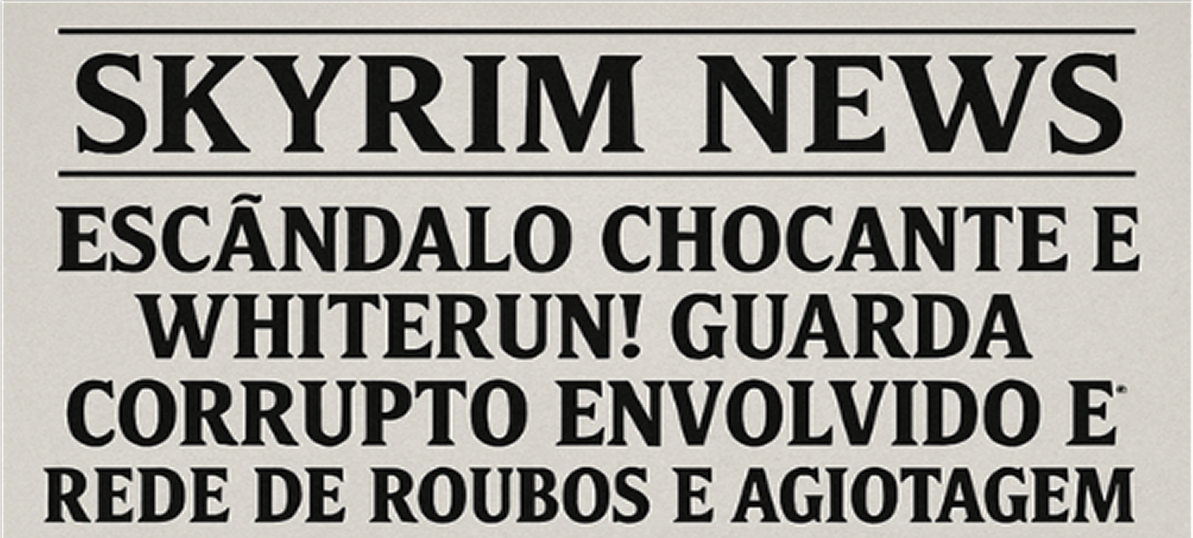 SKYRIM NEWS
ESCÃNDALO CHOCANTE E
WHITERUN! GUARDA
CORRUPTO ENVOLVIDO E
REDE DE ROUBOS E AGIOTAGEM